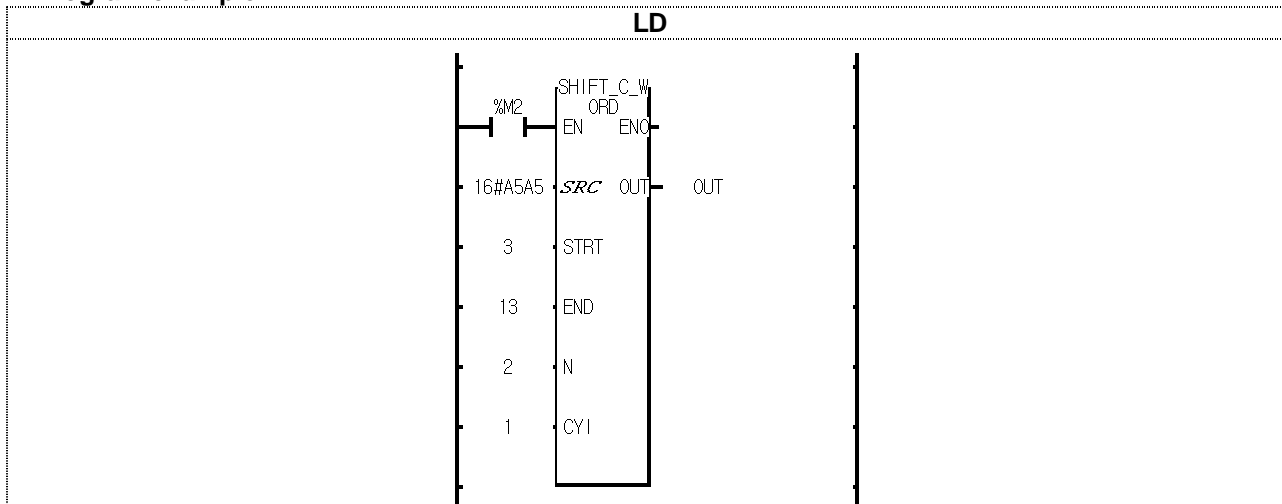 LD
SHIFT_C_W
%M2 ORD
EN ENO
16#A5A5 SRC OUT OUT
3 STRT
13 END
2 N
1 CYI